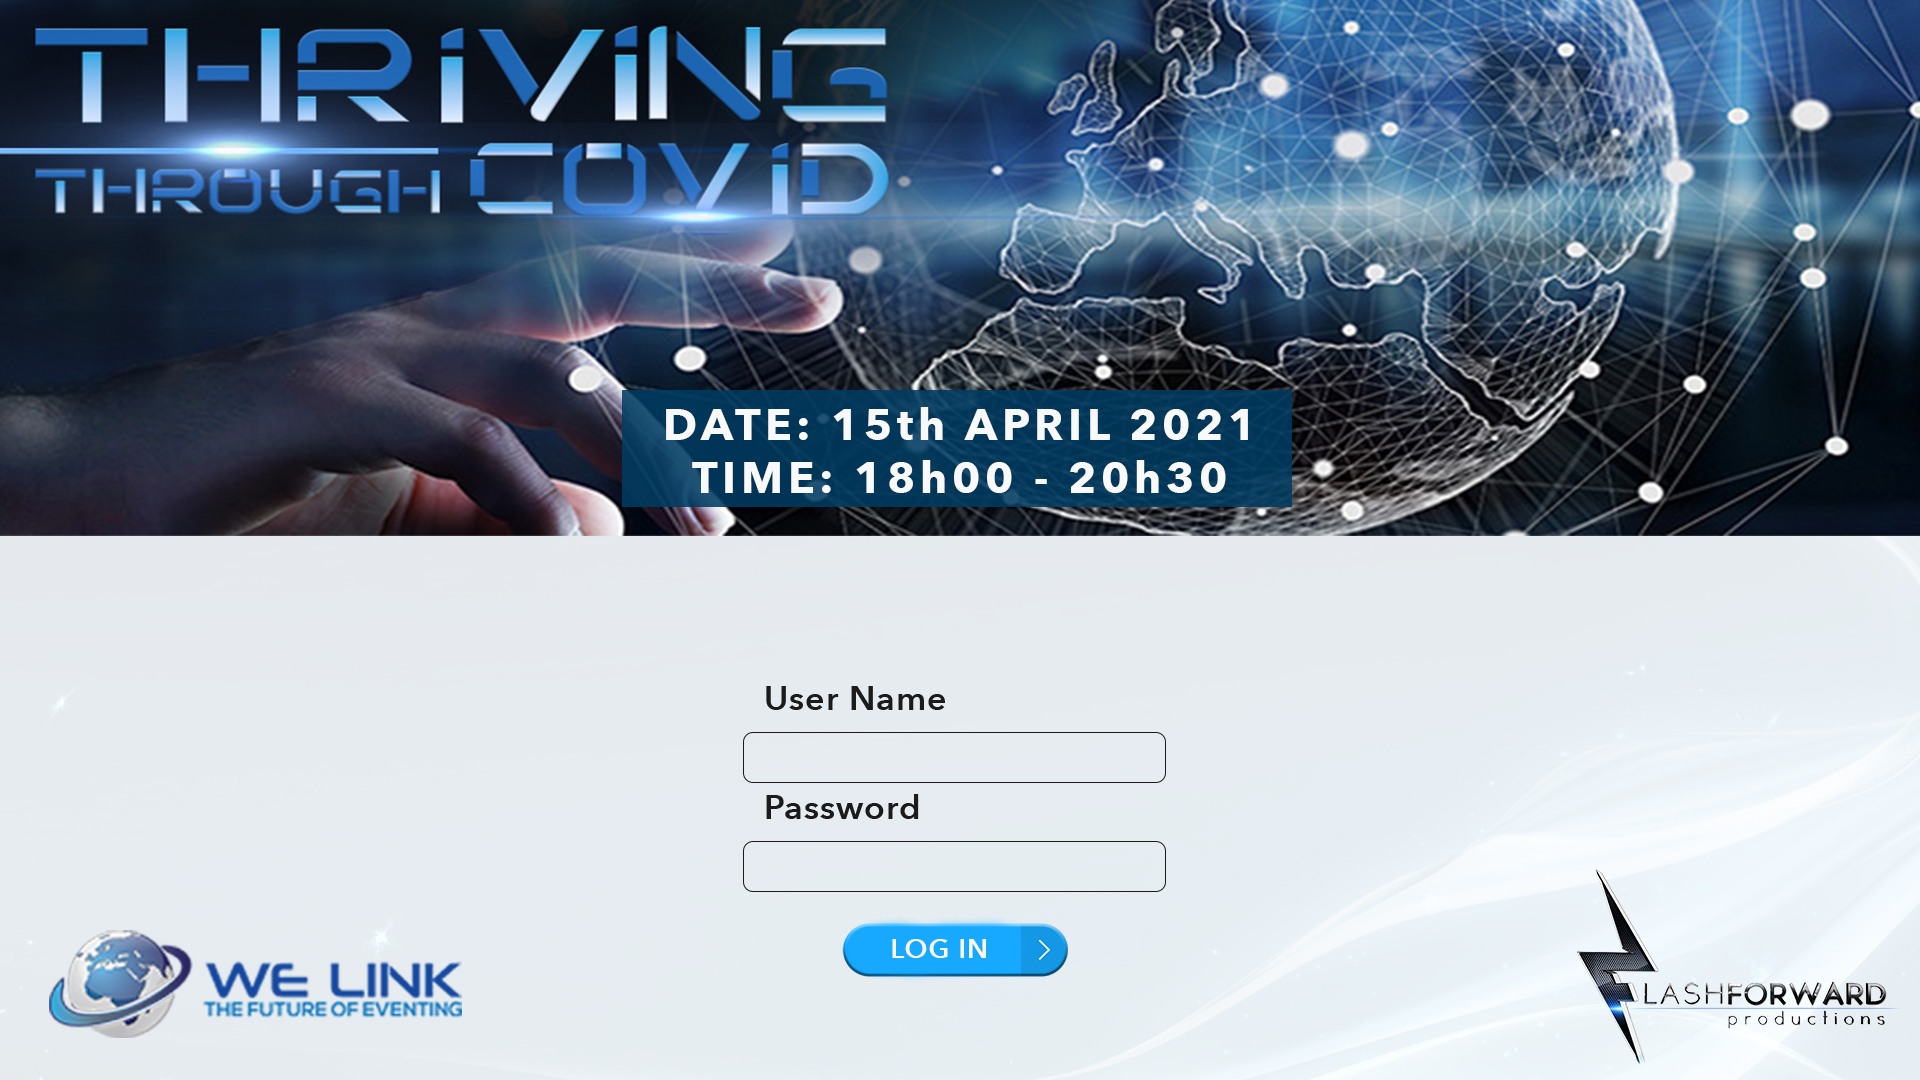 THRiViNG
THROUGH COViD
DATE: 15th APRIL 2021
TIME: 18h00 - 20h30
User Name
Password
LOG IN
WE LINK
THE FUTURE OF EVENTING
FLASHFORWARD
productions